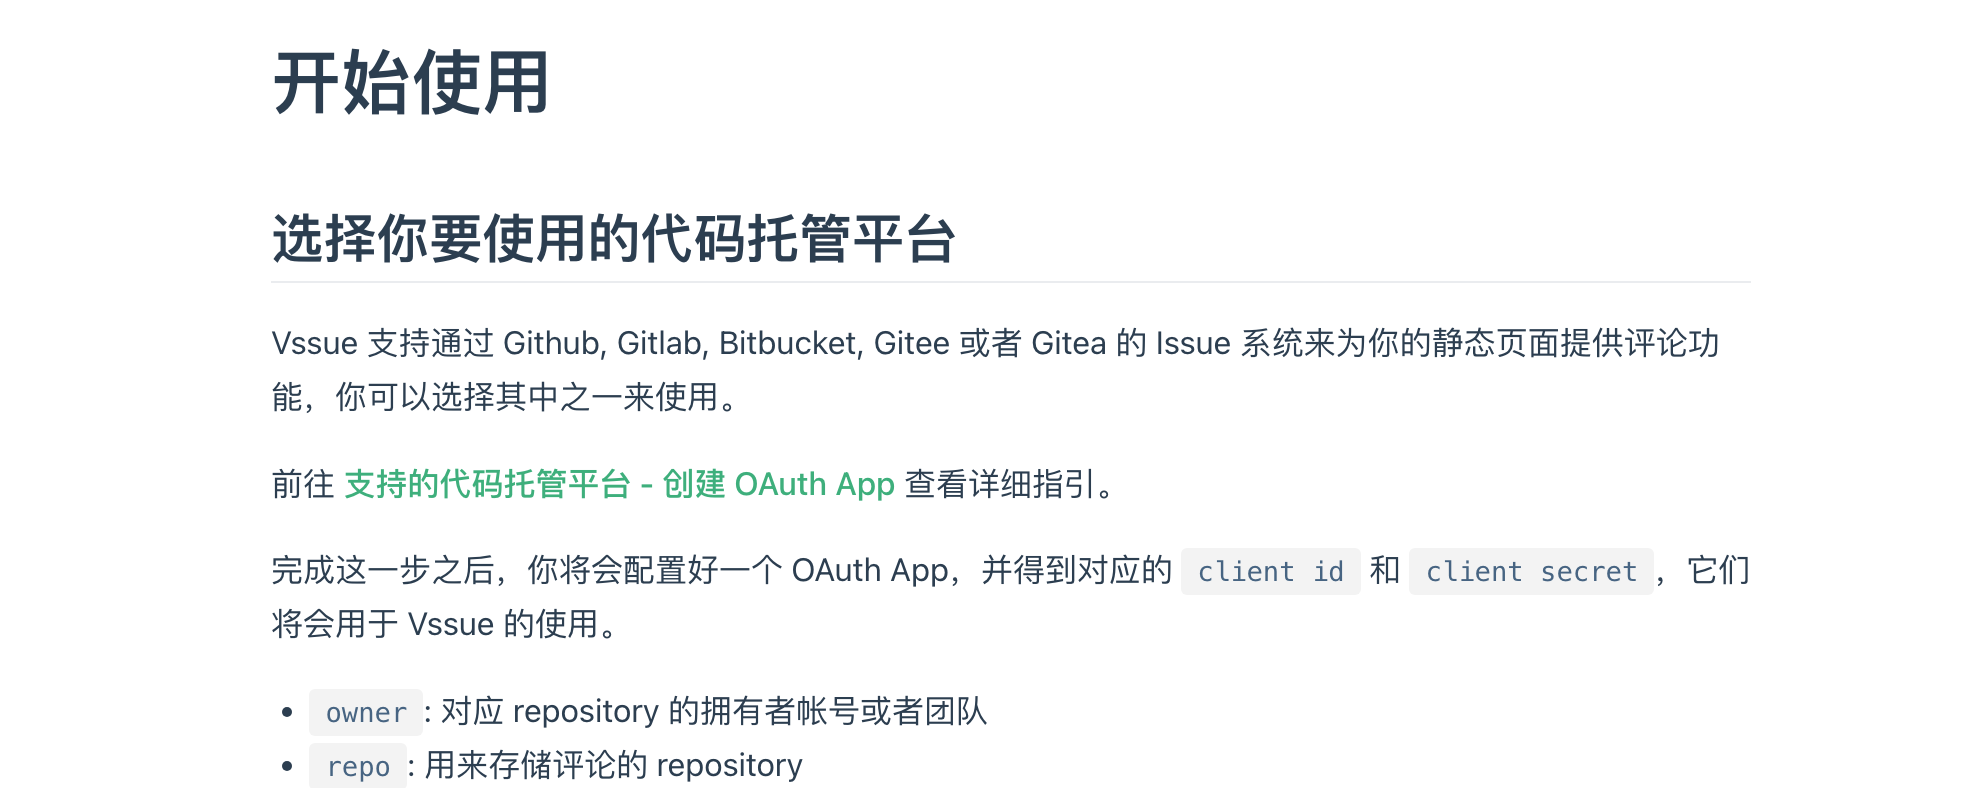 开始使用
选择你要使用的代码托管平台
Vssue 支持通过 Github, Gitlab, Bitbucket, Gitee 或者 Gitea 的 Issue 系统来为你的静态页面提供评论功
能，你可以选择其中之一来使用。
前往 支持的代码托管平台 - 创建 OAuth App 查看详细指引。
完成这一步之后，你将会配置好一个 OAuth App，并得到对应的 client id 和 client secret，它们
将会用于 Vssue 的使用。
• owner: 对应 repository 的拥有者帐号或者团队
• repo: 用来存储评论的 repository